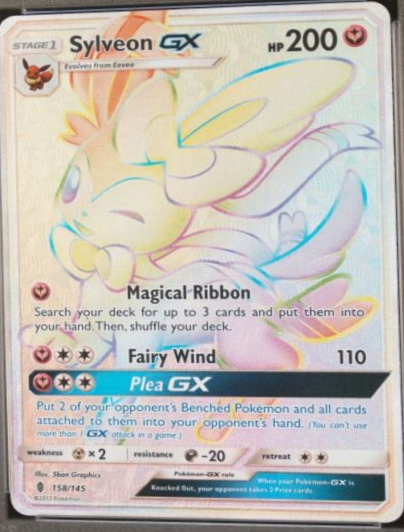 STAGE 1 Sylveon GX HP 200
Evolves from Eevee
Magical Ribbon
Search your deck for up to 3 cards and put them into
your hand. Then, shuffle your deck.
Fairy Wind 110
Plea GX
Put 2 of your opponent's Benched Pokémon and all cards
attached to them into your opponent's hand. (You can't use
more than 1 GX attack in a game.)
weakness ×2 resistance -20 retreat
Illus. 5ban Graphics
Pokémon-GX rule
When your Pokémon-GX is
Knocked Out, your opponent takes 2 Prize cards.
158/145
©2017 Pokémon